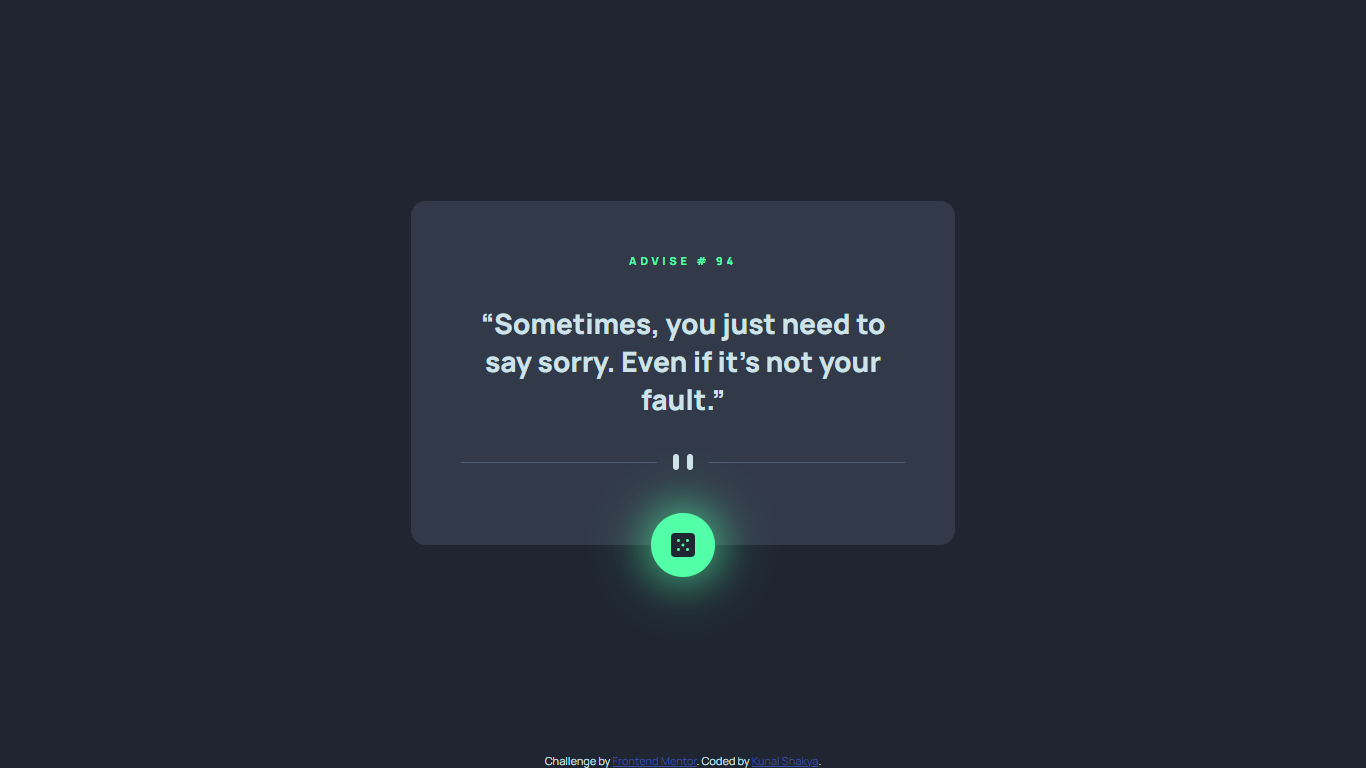 ADVISE # 94
“Sometimes, you just need to
say sorry. Even if it’s not your
fault.”
Challenge by Frontend Mentor. Coded by Kunal Shakya.